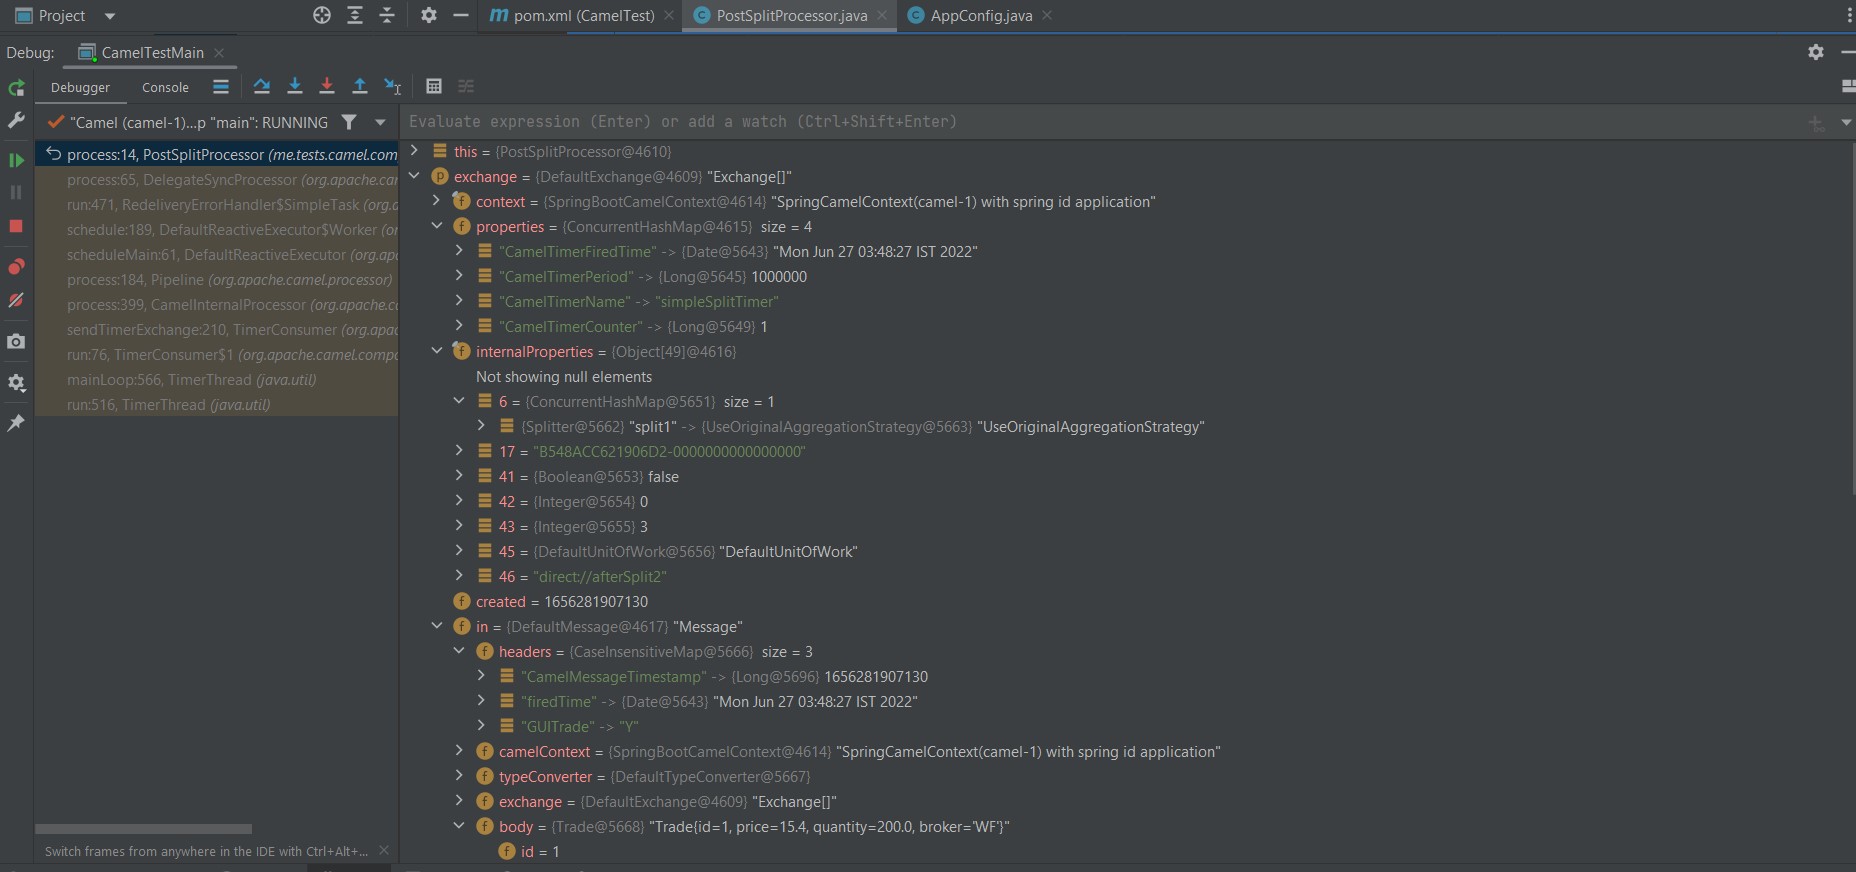 Project
pom.xml (CamelTest)
PostSplitProcessor.java
AppConfig.java
Debug:
CamelTestMain
Debugger
Console
"Camel (camel-1)...p "main": RUNNING
Evaluate expression (Enter) or add a watch (Ctrl+Shift+Enter)
process:14, PostSplitProcessor (me.tests.camel.com
process:65, DelegateSyncProcessor (org.apache.car
run:471, RedeliveryErrorHandler$SimpleTask (org.a
schedule:189, DefaultReactiveExecutor$Worker (org.
scheduleMain:61, DefaultReactiveExecutor (org.ap
process:184, Pipeline (org.apache.camel.processor)
process:399, CamelInternalProcessor (org.apache.c
sendTimerExchange:210, TimerConsumer (org.apac
run:76, TimerConsumer$1 (org.apache.camel.compo
mainLoop:566, TimerThread (java.util)
run:516, TimerThread (java.util)
Switch frames from anywhere in the IDE with Ctrl+Alt+...
this = {PostSplitProcessor@4610}
exchange = {DefaultExchange@4609} "Exchange[]"
context = {SpringBootCamelContext@4614} "SpringCamelContext(camel-1) with spring id application"
properties = {ConcurrentHashMap@4615} size = 4
"CamelTimerFiredTime" -> {Date@5643} "Mon Jun 27 03:48:27 IST 2022"
"CamelTimerPeriod" -> {Long@5645} 1000000
"CamelTimerName" -> "simpleSplitTimer"
"CamelTimerCounter" -> {Long@5649} 1
internalProperties = {Object[49]@4616}
Not showing null elements
6 = {ConcurrentHashMap@5651} size = 1
{Splitter@5662} "split1" -> {UseOriginalAggregationStrategy@5663} "UseOriginalAggregationStrategy"
17 = "B548ACC621906D2-0000000000000000"
41 = {Boolean@5653} false
42 = {Integer@5654} 0
43 = {Integer@5655} 3
45 = {DefaultUnitOfWork@5656} "DefaultUnitOfWork"
46 = "direct://afterSplit2"
created = 1656281907130
in = {DefaultMessage@4617} "Message"
headers = {CaseInsensitiveMap@5666} size = 3
"CamelMessageTimestamp" -> {Long@5696} 1656281907130
"firedTime" -> {Date@5643} "Mon Jun 27 03:48:27 IST 2022"
"GUITrade" -> "Y"
camelContext = {SpringBootCamelContext@4614} "SpringCamelContext(camel-1) with spring id application"
typeConverter = {DefaultTypeConverter@5667}
exchange = {DefaultExchange@4609} "Exchange[]"
body = {Trade@5668} "Trade{id=1, price=15.4, quantity=200.0, broker='WF'}"
id = 1